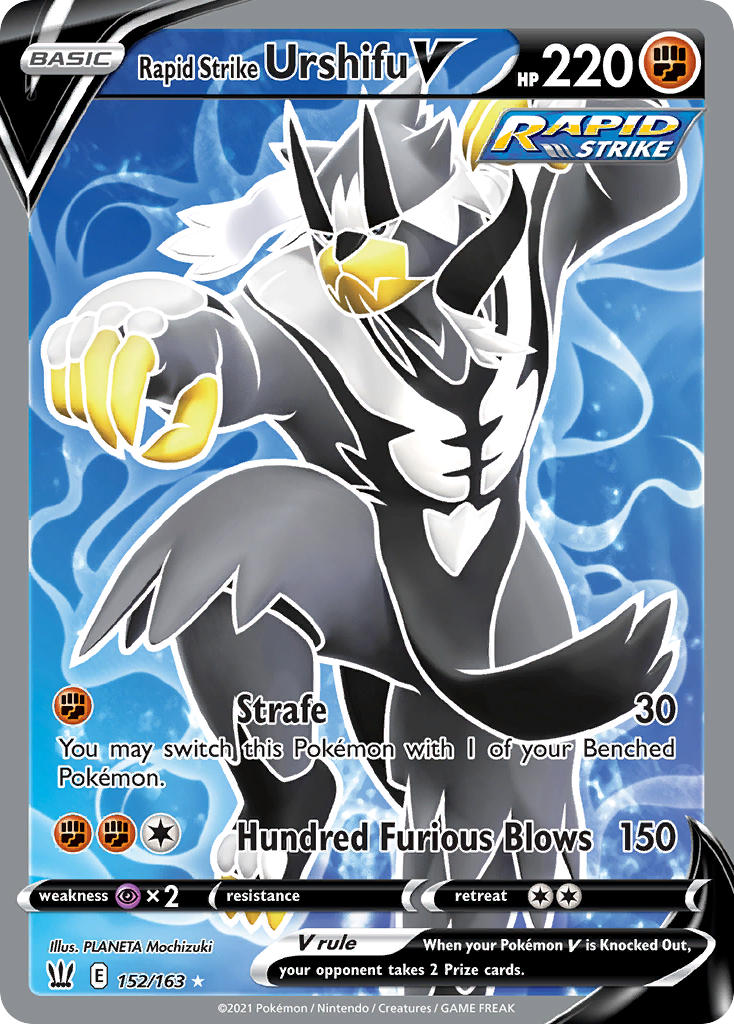 BASIC
Rapid Strike Urshifu V HP 220
RAPID STRIKE
Strafe 30
You may switch this Pokémon with 1 of your Benched
Pokémon.
Hundred Furious Blows 150
weakness ×2 resistance retreat
Illus. PLANETA Mochizuki
V rule When your Pokémon V is Knocked Out,
your opponent takes 2 Prize cards.
E 152/163
©2021 Pokémon / Nintendo / Creatures / GAME FREAK